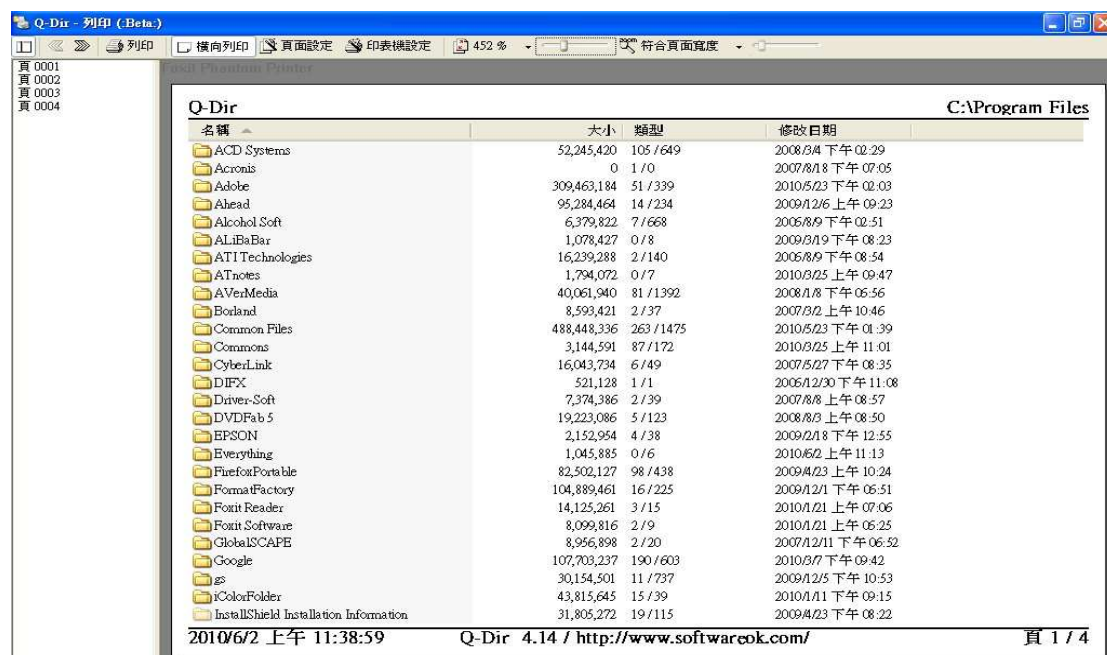 Q-Dir - 列印 (:Beta:)
列印 橫向列印 頁面設定 印表機設定 452 % 符合頁面寬度
頁 0001
頁 0002
頁 0003
頁 0004
Foxit Phantom Printer
Q-Dir C:\Program Files
名稱 大小 類型 修改日期
ACD Systems 52,245,420 105 / 649 2008/3/4 下午 02:29
Acronis 0 1 / 0 2007/8/18 下午 07:05
Adobe 309,463,184 51 / 339 2010/5/23 下午 02:03
Ahead 95,284,464 14 / 234 2009/12/6 上午 09:23
Alcohol Soft 6,379,822 7 / 668 2006/8/9 下午 02:51
ALiBaBar 1,078,427 0 / 8 2009/3/19 下午 08:23
ATI Technologies 16,239,288 2 / 140 2006/8/9 下午 08:54
ATnotes 1,794,072 0 / 7 2010/3/25 上午 09:47
AVerMedia 40,061,940 81 / 1392 2008/1/8 下午 05:56
Borland 8,593,421 2 / 37 2007/3/2 上午 10:46
Common Files 488,448,336 263 / 1475 2010/5/23 下午 01:39
Commons 3,144,591 87 / 172 2010/3/25 上午 11:01
CyberLink 16,043,734 6 / 49 2007/5/27 下午 08:35
DIFX 521,128 1 / 1 2006/12/30 下午 11:08
Driver-Soft 7,374,386 2 / 39 2007/8/8 上午 08:57
DVDFab 5 19,223,086 5 / 123 2008/8/3 上午 08:50
EPSON 2,152,954 4 / 38 2009/2/18 下午 12:55
Everything 1,045,885 0 / 6 2010/6/2 上午 11:13
FirefoxPortable 82,502,127 98 / 438 2009/4/23 上午 10:24
FormatFactory 104,889,461 16 / 225 2009/12/1 下午 05:51
Foxit Reader 14,125,261 3 / 15 2010/1/21 上午 07:06
Foxit Software 8,099,816 2 / 9 2010/1/21 上午 06:25
GlobalSCAPE 8,956,898 2 / 20 2007/12/11 下午 06:52
Google 107,703,237 190 / 603 2010/3/7 下午 09:42
gs 30,154,501 11 / 737 2009/12/5 下午 10:53
iColorFolder 43,815,645 15 / 39 2010/1/11 下午 09:15
InstallShield Installation Information 31,805,272 19 / 115 2009/4/23 下午 08:22
2010/6/2 上午 11:38:59 Q-Dir 4.14 / http://www.softwareok.com/ 頁 1 / 4